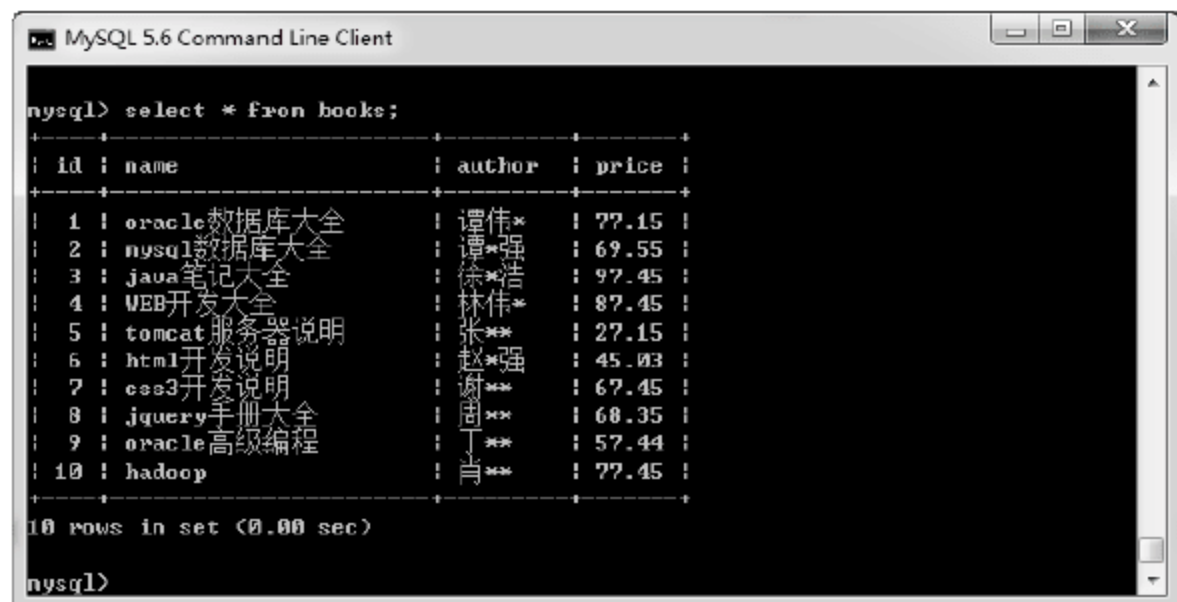 MySQL 5.6 Command Line Client
mysql> select * from books;
| id | name | author | price |
| 1 | oracle数据库大全 | 谭伟* | 77.15 |
| 2 | mysql数据库大全 | 谭*强 | 69.55 |
| 3 | java笔记大全 | 徐*浩 | 97.45 |
| 4 | WEB开发大全 | 林伟* | 87.45 |
| 5 | tomcat服务器说明 | 张** | 27.15 |
| 6 | html开发说明 | 赵*强 | 45.03 |
| 7 | css3开发说明 | 谢** | 67.45 |
| 8 | jquery手册大全 | 周** | 68.35 |
| 9 | oracle高级编程 | 丁** | 57.44 |
| 10 | hadoop | 肖** | 77.45 |
10 rows in set (0.00 sec)
mysql>